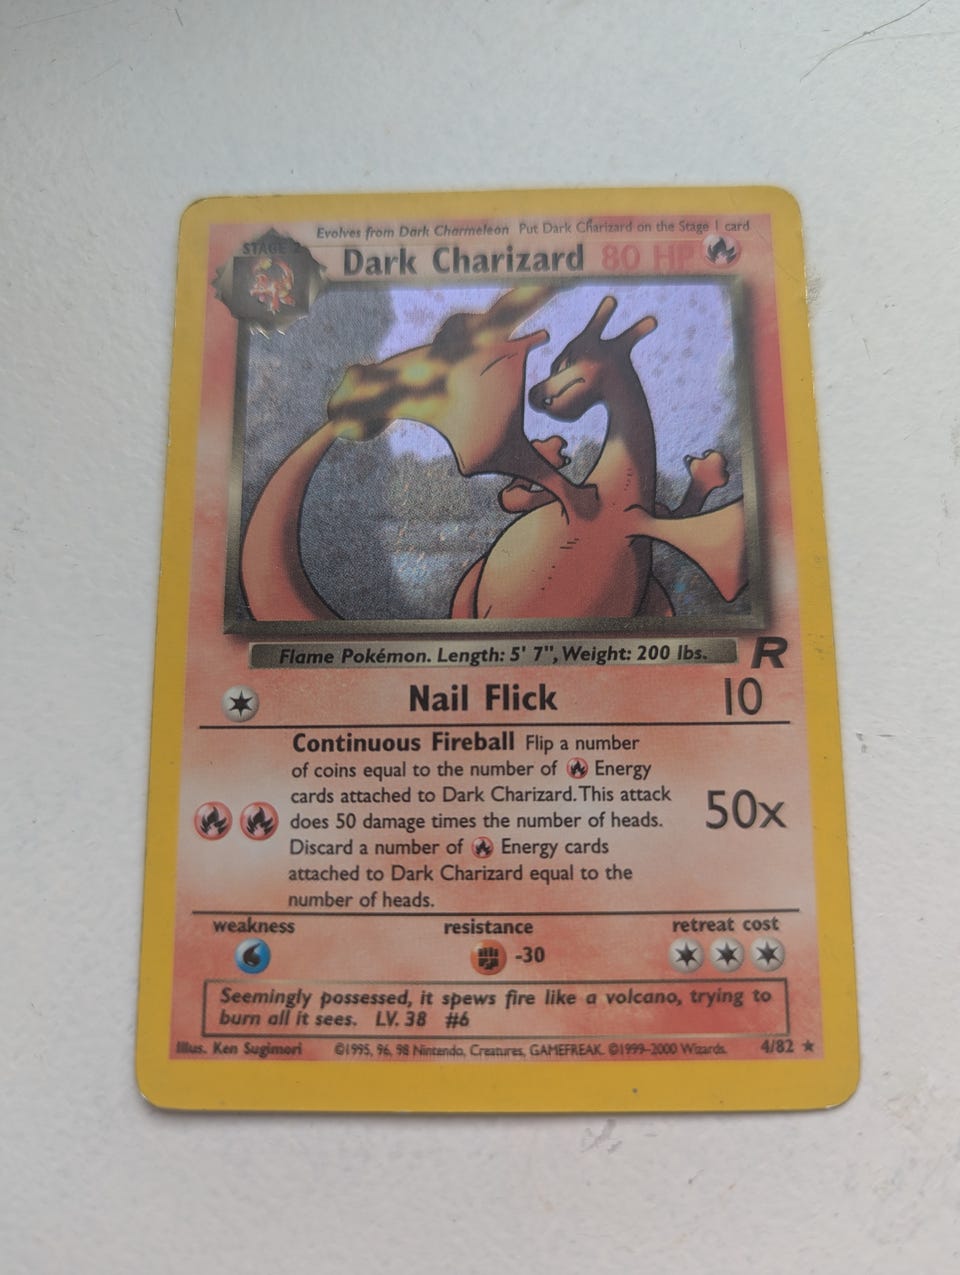 Evolves from Dark Charmeleon Put Dark Charizard on the Stage 1 card
STAGE 2
Dark Charizard 80 HP
Flame Pokémon. Length: 5' 7", Weight: 200 lbs.
R
Nail Flick 10
Continuous Fireball Flip a number
of coins equal to the number of Energy
cards attached to Dark Charizard. This attack
does 50 damage times the number of heads.
Discard a number of Energy cards
attached to Dark Charizard equal to the
number of heads.
50x
weakness resistance retreat cost
-30
Seemingly possessed, it spews fire like a volcano, trying to
burn all it sees. LV. 38 #6
Illus. Ken Sugimori ©1995, 96, 98 Nintendo, Creatures, GAMEFREAK. ©1999-2000 Wizards. 4/82 ★